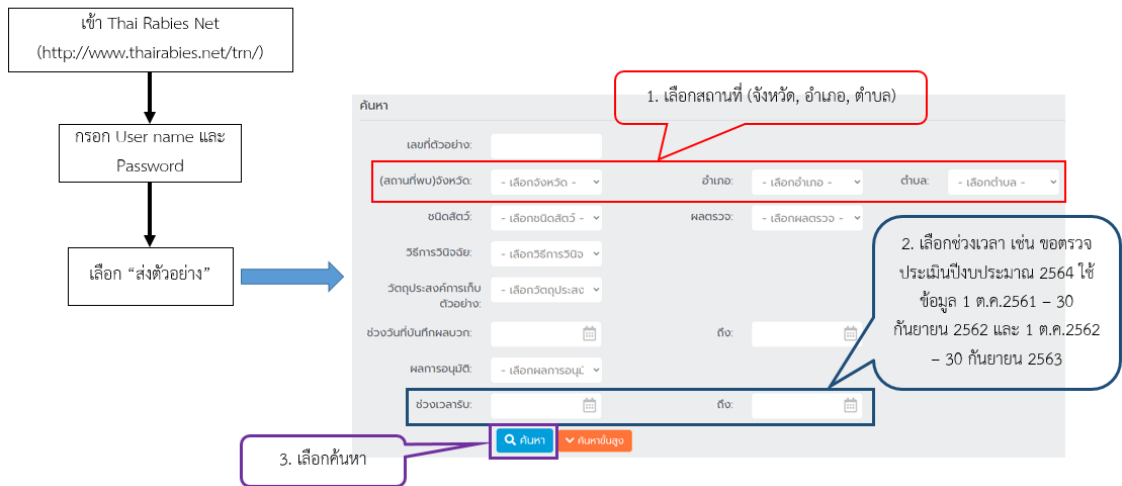 เข้า Thai Rabies Net
(http://www.thairabies.net/trn/)
กรอก User name และ
Password
เลือก “ส่งตัวอย่าง”
1. เลือกสถานที่ (จังหวัด, อำเภอ, ตำบล)
ค้นหา
เลขที่ตัวอย่าง:
(สถานที่พบ)จังหวัด: - เลือกจังหวัด - อำเภอ: - เลือกอำเภอ - ตำบล: - เลือกตำบล -
ชนิดสัตว์: - เลือกชนิดสัตว์ - ผลตรวจ: - เลือกผลตรวจ -
วิธีการวินิจฉัย: - เลือกวิธีการวินิจ
วัตถุประสงค์การเก็บ
ตัวอย่าง:
- เลือกวัตถุประสง
ช่วงวันที่บันทึกผลบวก: ถึง:
ผลการอนุมัติ: - เลือกผลการอนุมั
ช่วงเวลารับ: ถึง:
ค้นหา ค้นหาขั้นสูง
2. เลือกช่วงเวลา เช่น ขอตรวจ
ประเมินปีงบประมาณ 2564 ใช้
ข้อมูล 1 ต.ค.2561 – 30
กันยายน 2562 และ 1 ต.ค.2562
– 30 กันยายน 2563
3. เลือกค้นหา